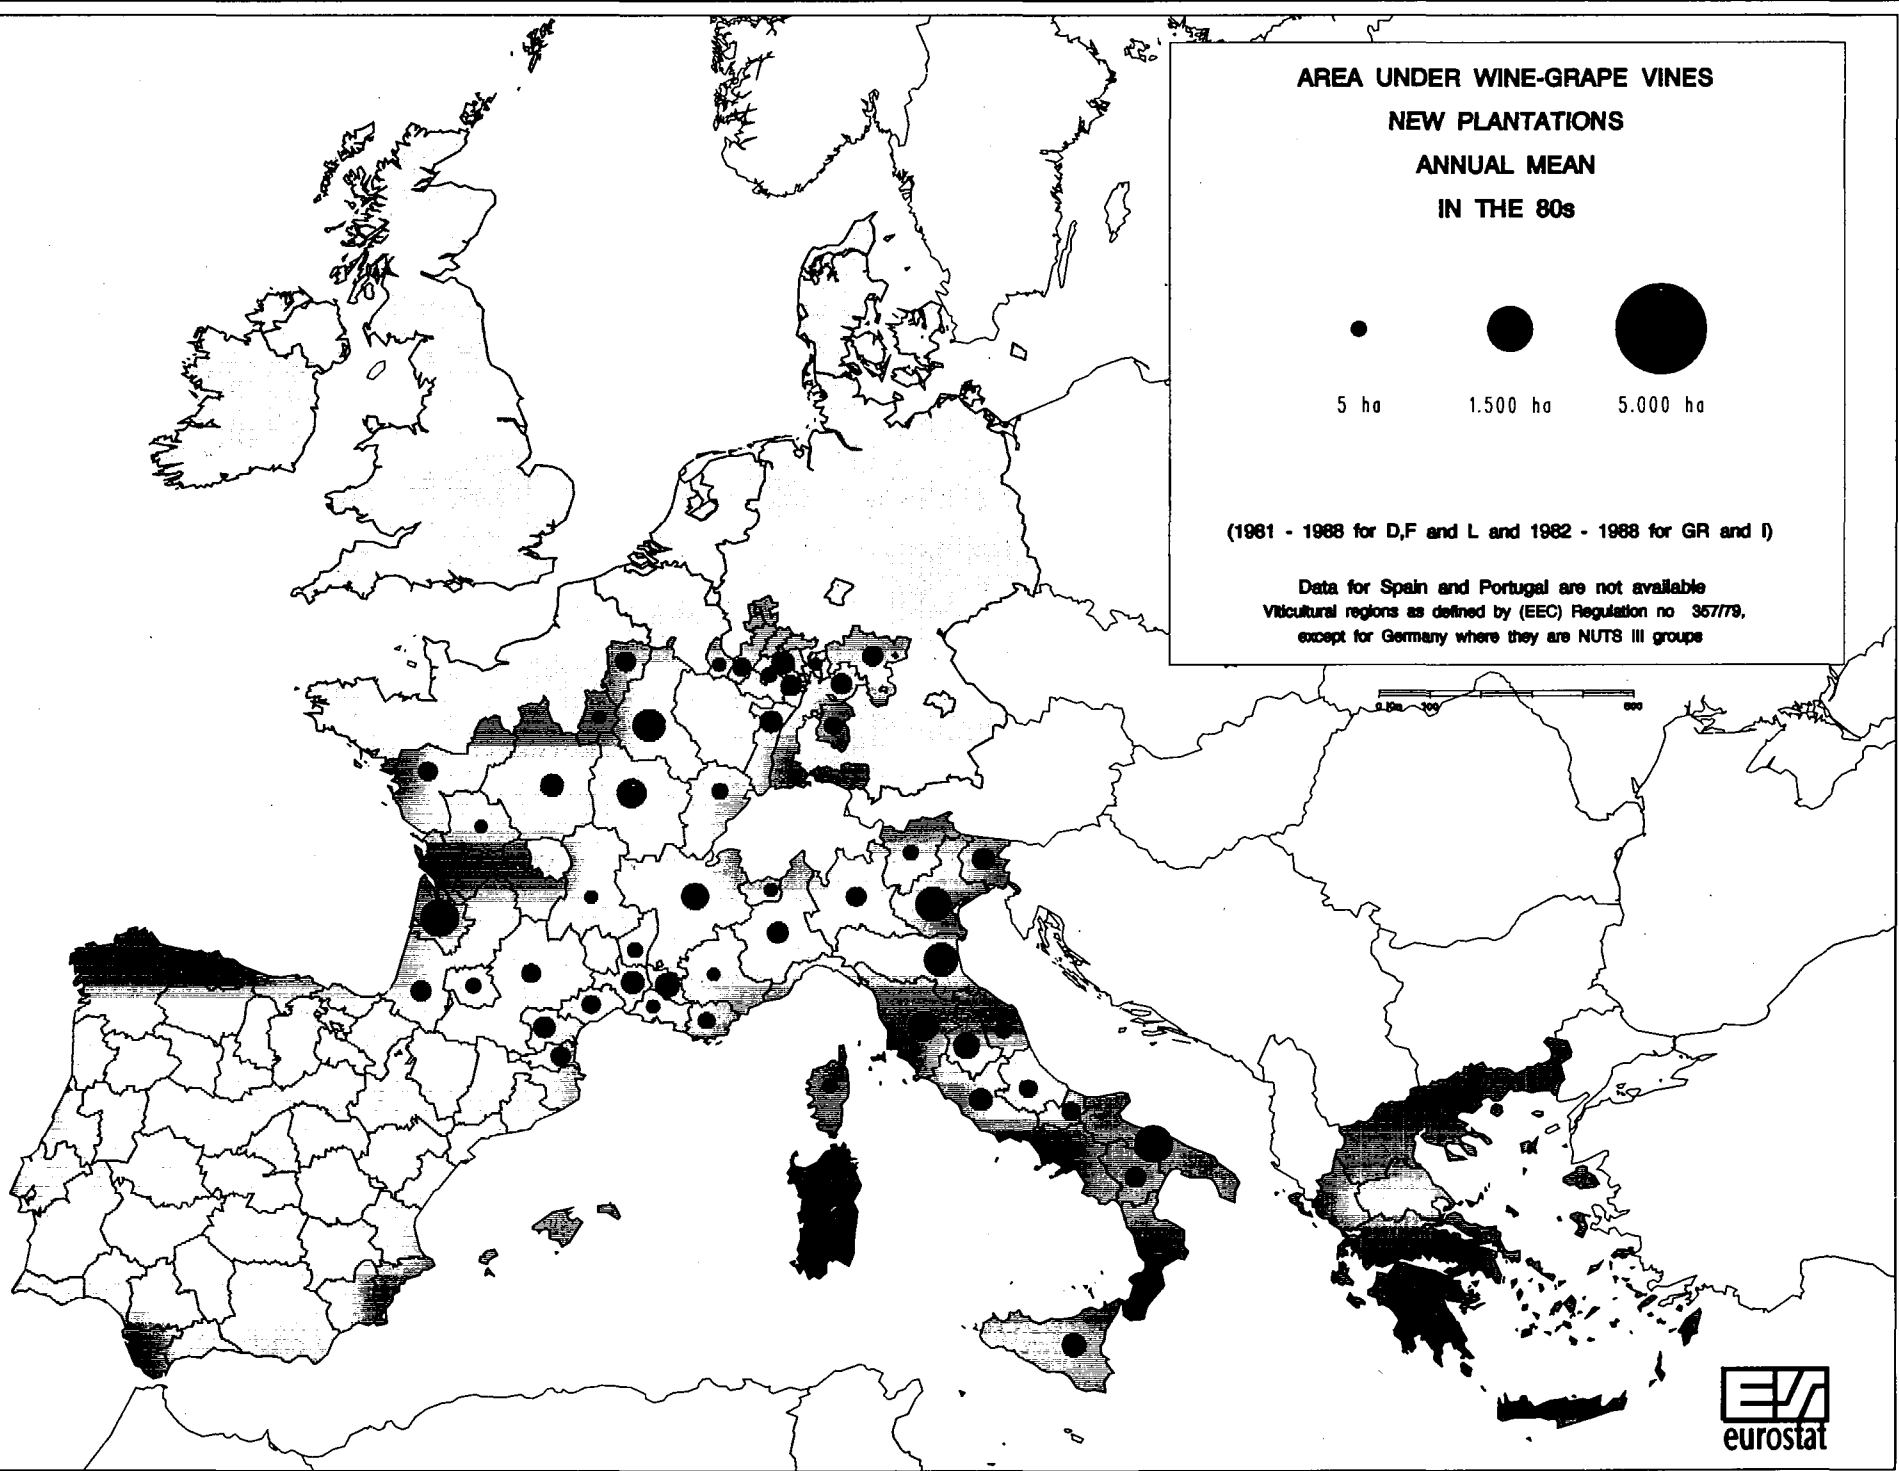 AREA UNDER WINE-GRAPE VINES
NEW PLANTATIONS
ANNUAL MEAN
IN THE 80s
5 ha 1.500 ha 5.000 ha
(1981 - 1988 for D,F and L and 1982 - 1988 for GR and I)
Data for Spain and Portugal are not available
Viticultural regions as defined by (EEC) Regulation no 357/79,
except for Germany where they are NUTS III groups
eurostat